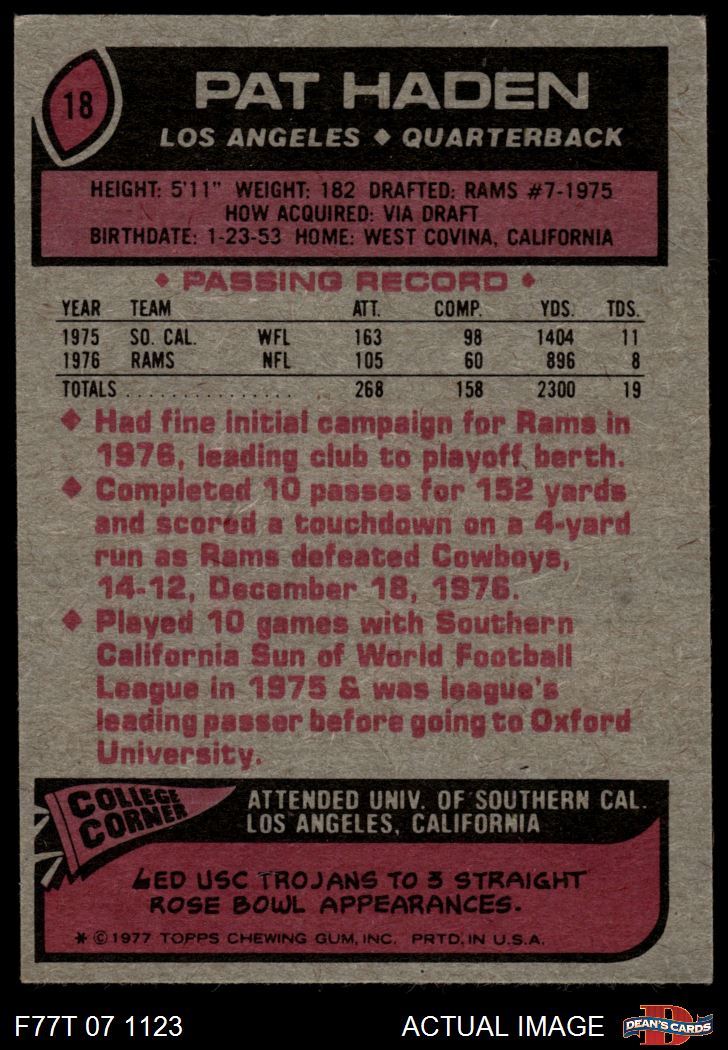 18
PAT HADEN
LOS ANGELES ◆ QUARTERBACK
HEIGHT: 5'11" WEIGHT: 182 DRAFTED: RAMS #7-1975
HOW ACQUIRED: VIA DRAFT
BIRTHDATE: 1-23-53 HOME: WEST COVINA, CALIFORNIA
◆ PASSING RECORD ◆
YEAR TEAM ATT. COMP. YDS. TDS.
1975 SO. CAL. WFL 163 98 1404 11
1976 RAMS NFL 105 60 896 8
TOTALS . . . . . . . . . . . . . . . . 268 158 2300 19
◆ Had fine initial campaign for Rams in
1976, leading club to playoff berth.
◆ Completed 10 passes for 152 yards
and scored a touchdown on a 4-yard
run as Rams defeated Cowboys,
14-12, December 18, 1976.
◆ Played 10 games with Southern
California Sun of World Football
League in 1975 & was league's
leading passer before going to Oxford
University.
COLLEGE
CORNER
ATTENDED UNIV. OF SOUTHERN CAL.
LOS ANGELES, CALIFORNIA
LED USC TROJANS TO 3 STRAIGHT
ROSE BOWL APPEARANCES.
* © 1977 TOPPS CHEWING GUM, INC. PRTD. IN U.S.A.
F77T 07 1123 ACTUAL IMAGE
D
DEAN'S CARDS